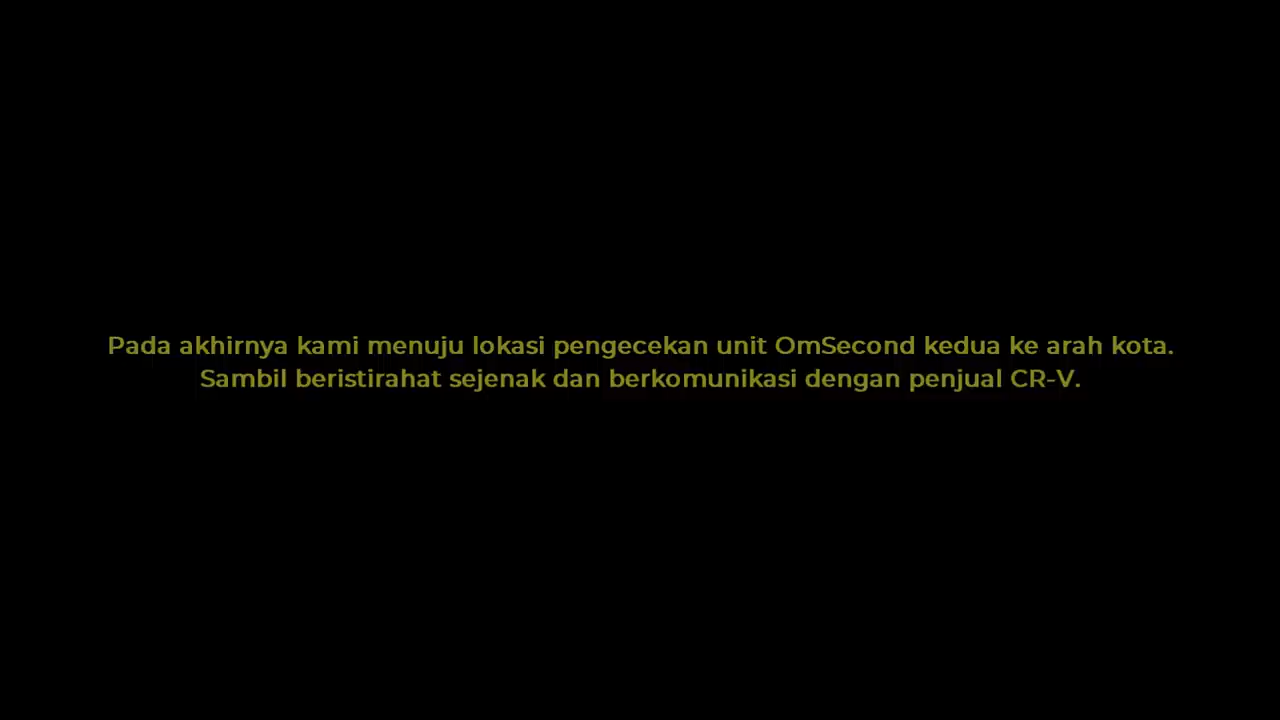 Pada akhirnya kami menuju lokasi pengecekan unit OmSecond kedua ke arah kota.
Sambil beristirahat sejenak dan berkomunikasi dengan penjual CR-V.